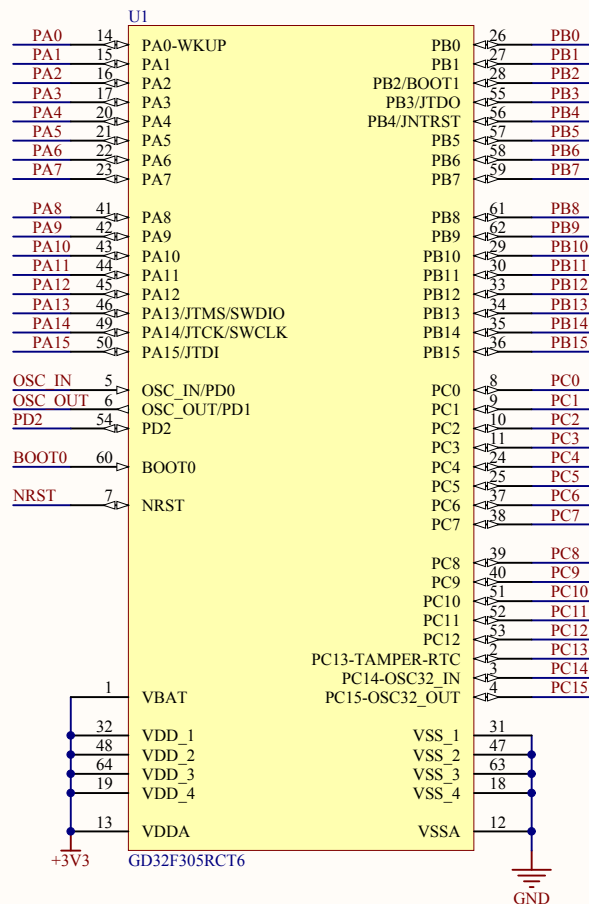 U1
PA0 14 PA0-WKUP PB0 26 PB0
PA1 15 PA1 PB1 27 PB1
PA2 16 PA2 PB2/BOOT1 28 PB2
PA3 17 PA3 PB3/JTDO 55 PB3
PA4 20 PA4 PB4/JNTRST 56 PB4
PA5 21 PA5 PB5 57 PB5
PA6 22 PA6 PB6 58 PB6
PA7 23 PA7 PB7 59 PB7
PA8 41 PA8 PB8 61 PB8
PA9 42 PA9 PB9 62 PB9
PA10 43 PA10 PB10 29 PB10
PA11 44 PA11 PB11 30 PB11
PA12 45 PA12 PB12 33 PB12
PA13 46 PA13/JTMS/SWDIO PB13 34 PB13
PA14 49 PA14/JTCK/SWCLK PB14 35 PB14
PA15 50 PA15/JTDI PB15 36 PB15
OSC_IN 5 OSC_IN/PD0 PC0 8 PC0
OSC_OUT 6 OSC_OUT/PD1 PC1 9 PC1
PD2 54 PD2 PC2 10 PC2
PC3 11 PC3
BOOT0 60 BOOT0 PC4 24 PC4
PC5 25 PC5
NRST 7 NRST PC6 37 PC6
PC7 38 PC7
PC8 39 PC8
PC9 40 PC9
PC10 51 PC10
PC11 52 PC11
PC12 53 PC12
PC13-TAMPER-RTC 2 PC13
PC14-OSC32_IN 3 PC14
1 VBAT PC15-OSC32_OUT 4 PC15
32 VDD_1 VSS_1 31
48 VDD_2 VSS_2 47
64 VDD_3 VSS_3 63
19 VDD_4 VSS_4 18
13 VDDA VSSA 12
+3V3 GD32F305RCT6
GND